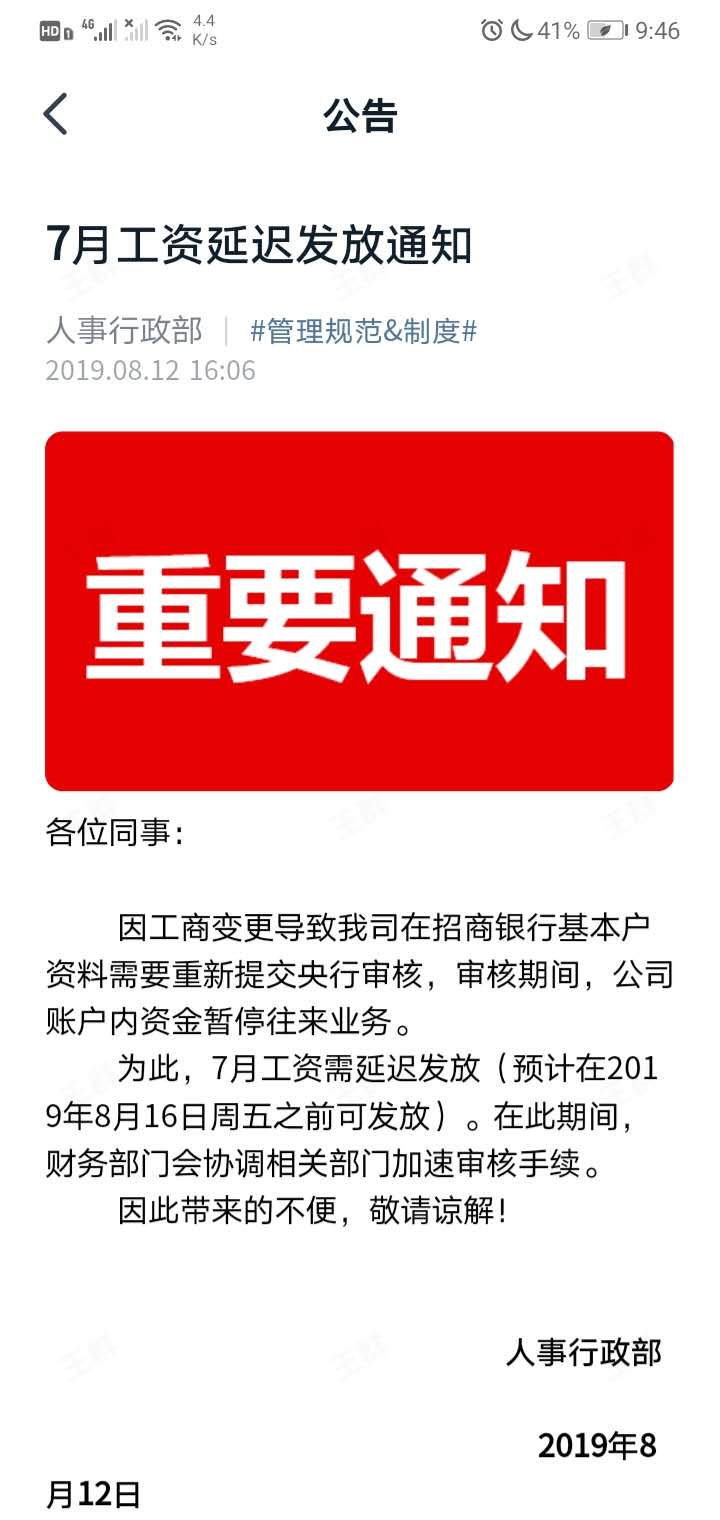 HD 1 4G 4.4 K/s 41% 9:46
公告
7月工资延迟发放通知
人事行政部 | #管理规范&制度#
2019.08.12 16:06
重要通知
各位同事：
因工商变更导致我司在招商银行基本户
资料需要重新提交央行审核，审核期间，公司
账户内资金暂停往来业务。
为此，7月工资需延迟发放（预计在201
9年8月16日周五之前可发放）。在此期间，
财务部门会协调相关部门加速审核手续。
因此带来的不便，敬请谅解！
人事行政部
2019年8
月12日